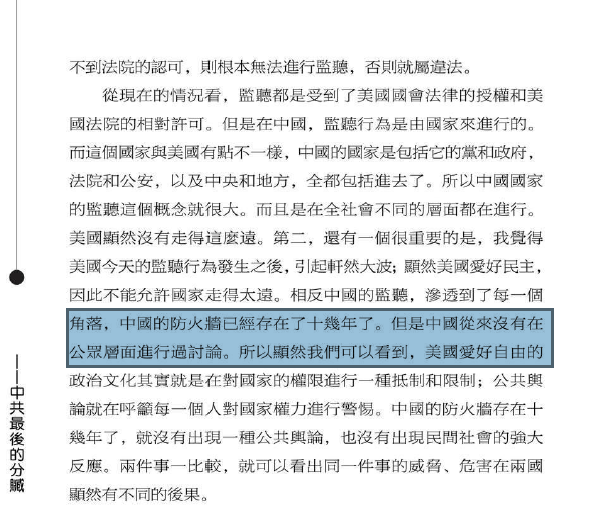 不到法院的認可，則根本無法進行監聽，否則就屬違法。
從現在的情況看，監聽都是受到了美國國會法律的授權和美
國法院的相對許可。但是在中國，監聽行為是由國家來進行的。
而這個國家與美國有點不一樣，中國的國家是包括它的黨和政府，
法院和公安，以及中央和地方，全都包括進去了。所以中國國家
的監聽這個概念就很大。而且是在全社會不同的層面都在進行。
美國顯然沒有走得這麼遠。第二，還有一個很重要的是，我覺得
美國今天的監聽行為發生之後，引起軒然大波；顯然美國愛好民主，
因此不能允許國家走得太遠。相反中國的監聽，滲透到了每一個
角落，中國的防火牆已經存在了十幾年了。但是中國從來沒有在
公眾層面進行過討論。所以顯然我們可以看到，美國愛好自由的
政治文化其實就是在對國家的權限進行一種抵制和限制；公共輿
論就在呼籲每一個人對國家權力進行警惕。中國的防火牆存在十
幾年了，就沒有出現一種公共輿論，也沒有出現民間社會的強大
反應。兩件事一比較，就可以看出同一件事的威脅、危害在兩國
顯然有不同的後果。
——中共最後的分贓